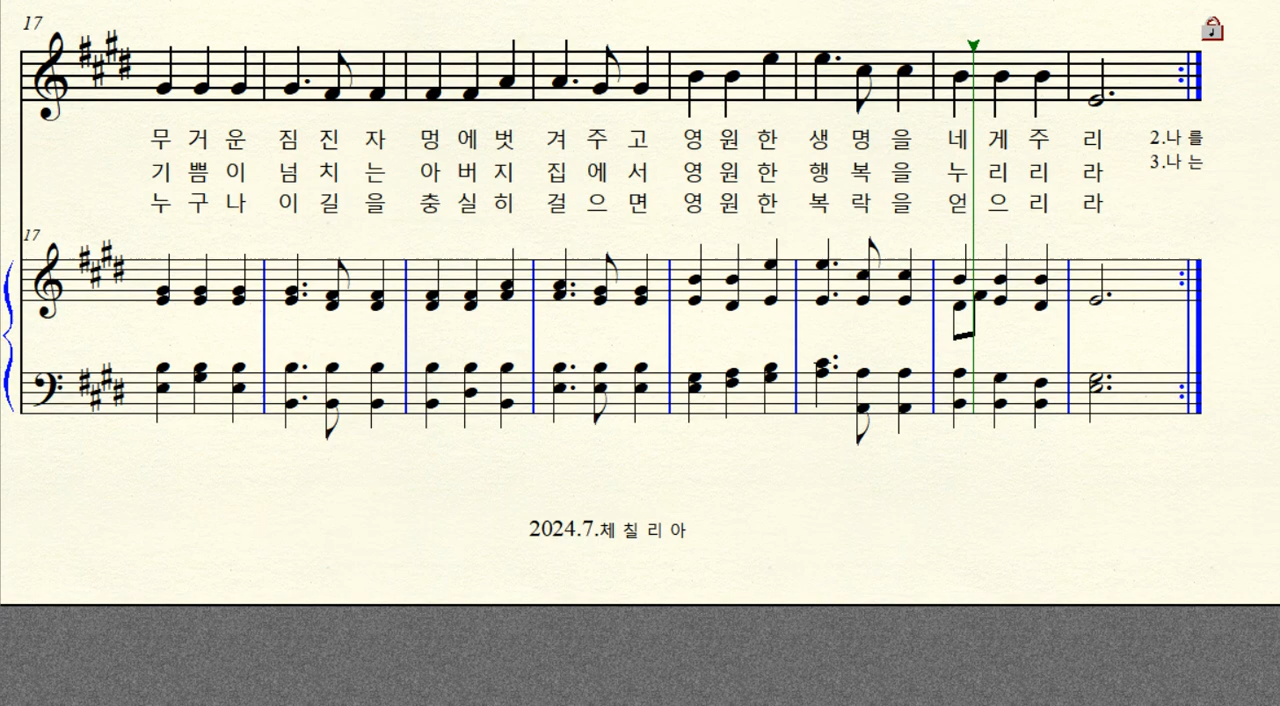 17
무 거 운 짐 진 자 멍 에 벗 겨 주 고 영 원 한 생 명 을 네 게 주 리 2.나 를
기 쁨 이 넘 치 는 아 버 지 집 에 서 영 원 한 행 복 을 누 리 리 라 3.나 는
누 구 나 이 길 을 충 실 히 걸 으 면 영 원 한 복 락 을 얻 으 리 라
17
2024.7.체 칠 리 아